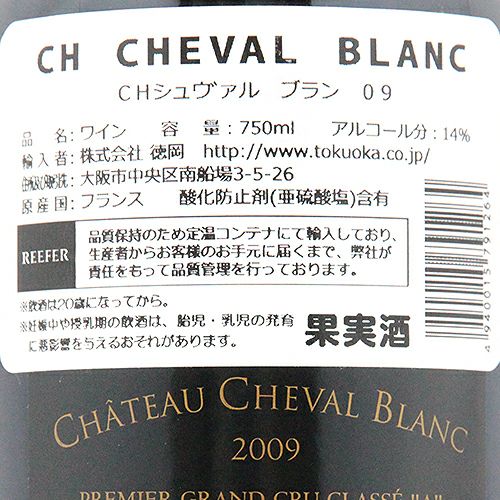 CH CHEVAL BLANC
CHシュヴァル ブラン 09
品名:ワイン 容量:750ml アルコール分:14%
輸入者:株式会社 徳岡 http://www.tokuoka.co.jp/
大阪市中央区南船場3-5-26
原産国:フランス 酸化防止剤(亜硫酸塩)含有
REEFER
品質保持のため定温コンテナにて輸入しており、
生産者からお客様のお手元に届くまで、弊社が
責任をもって品質管理を行っております。
※飲酒は20歳になってから。
※妊娠中や授乳期の飲酒は、胎児・乳児の発育
に悪影響を与えるおそれがあります。
果実酒
4940015791264
CHÂTEAU CHEVAL BLANC
2009
PREMIER GRAND CRU CLASSÉ "A"